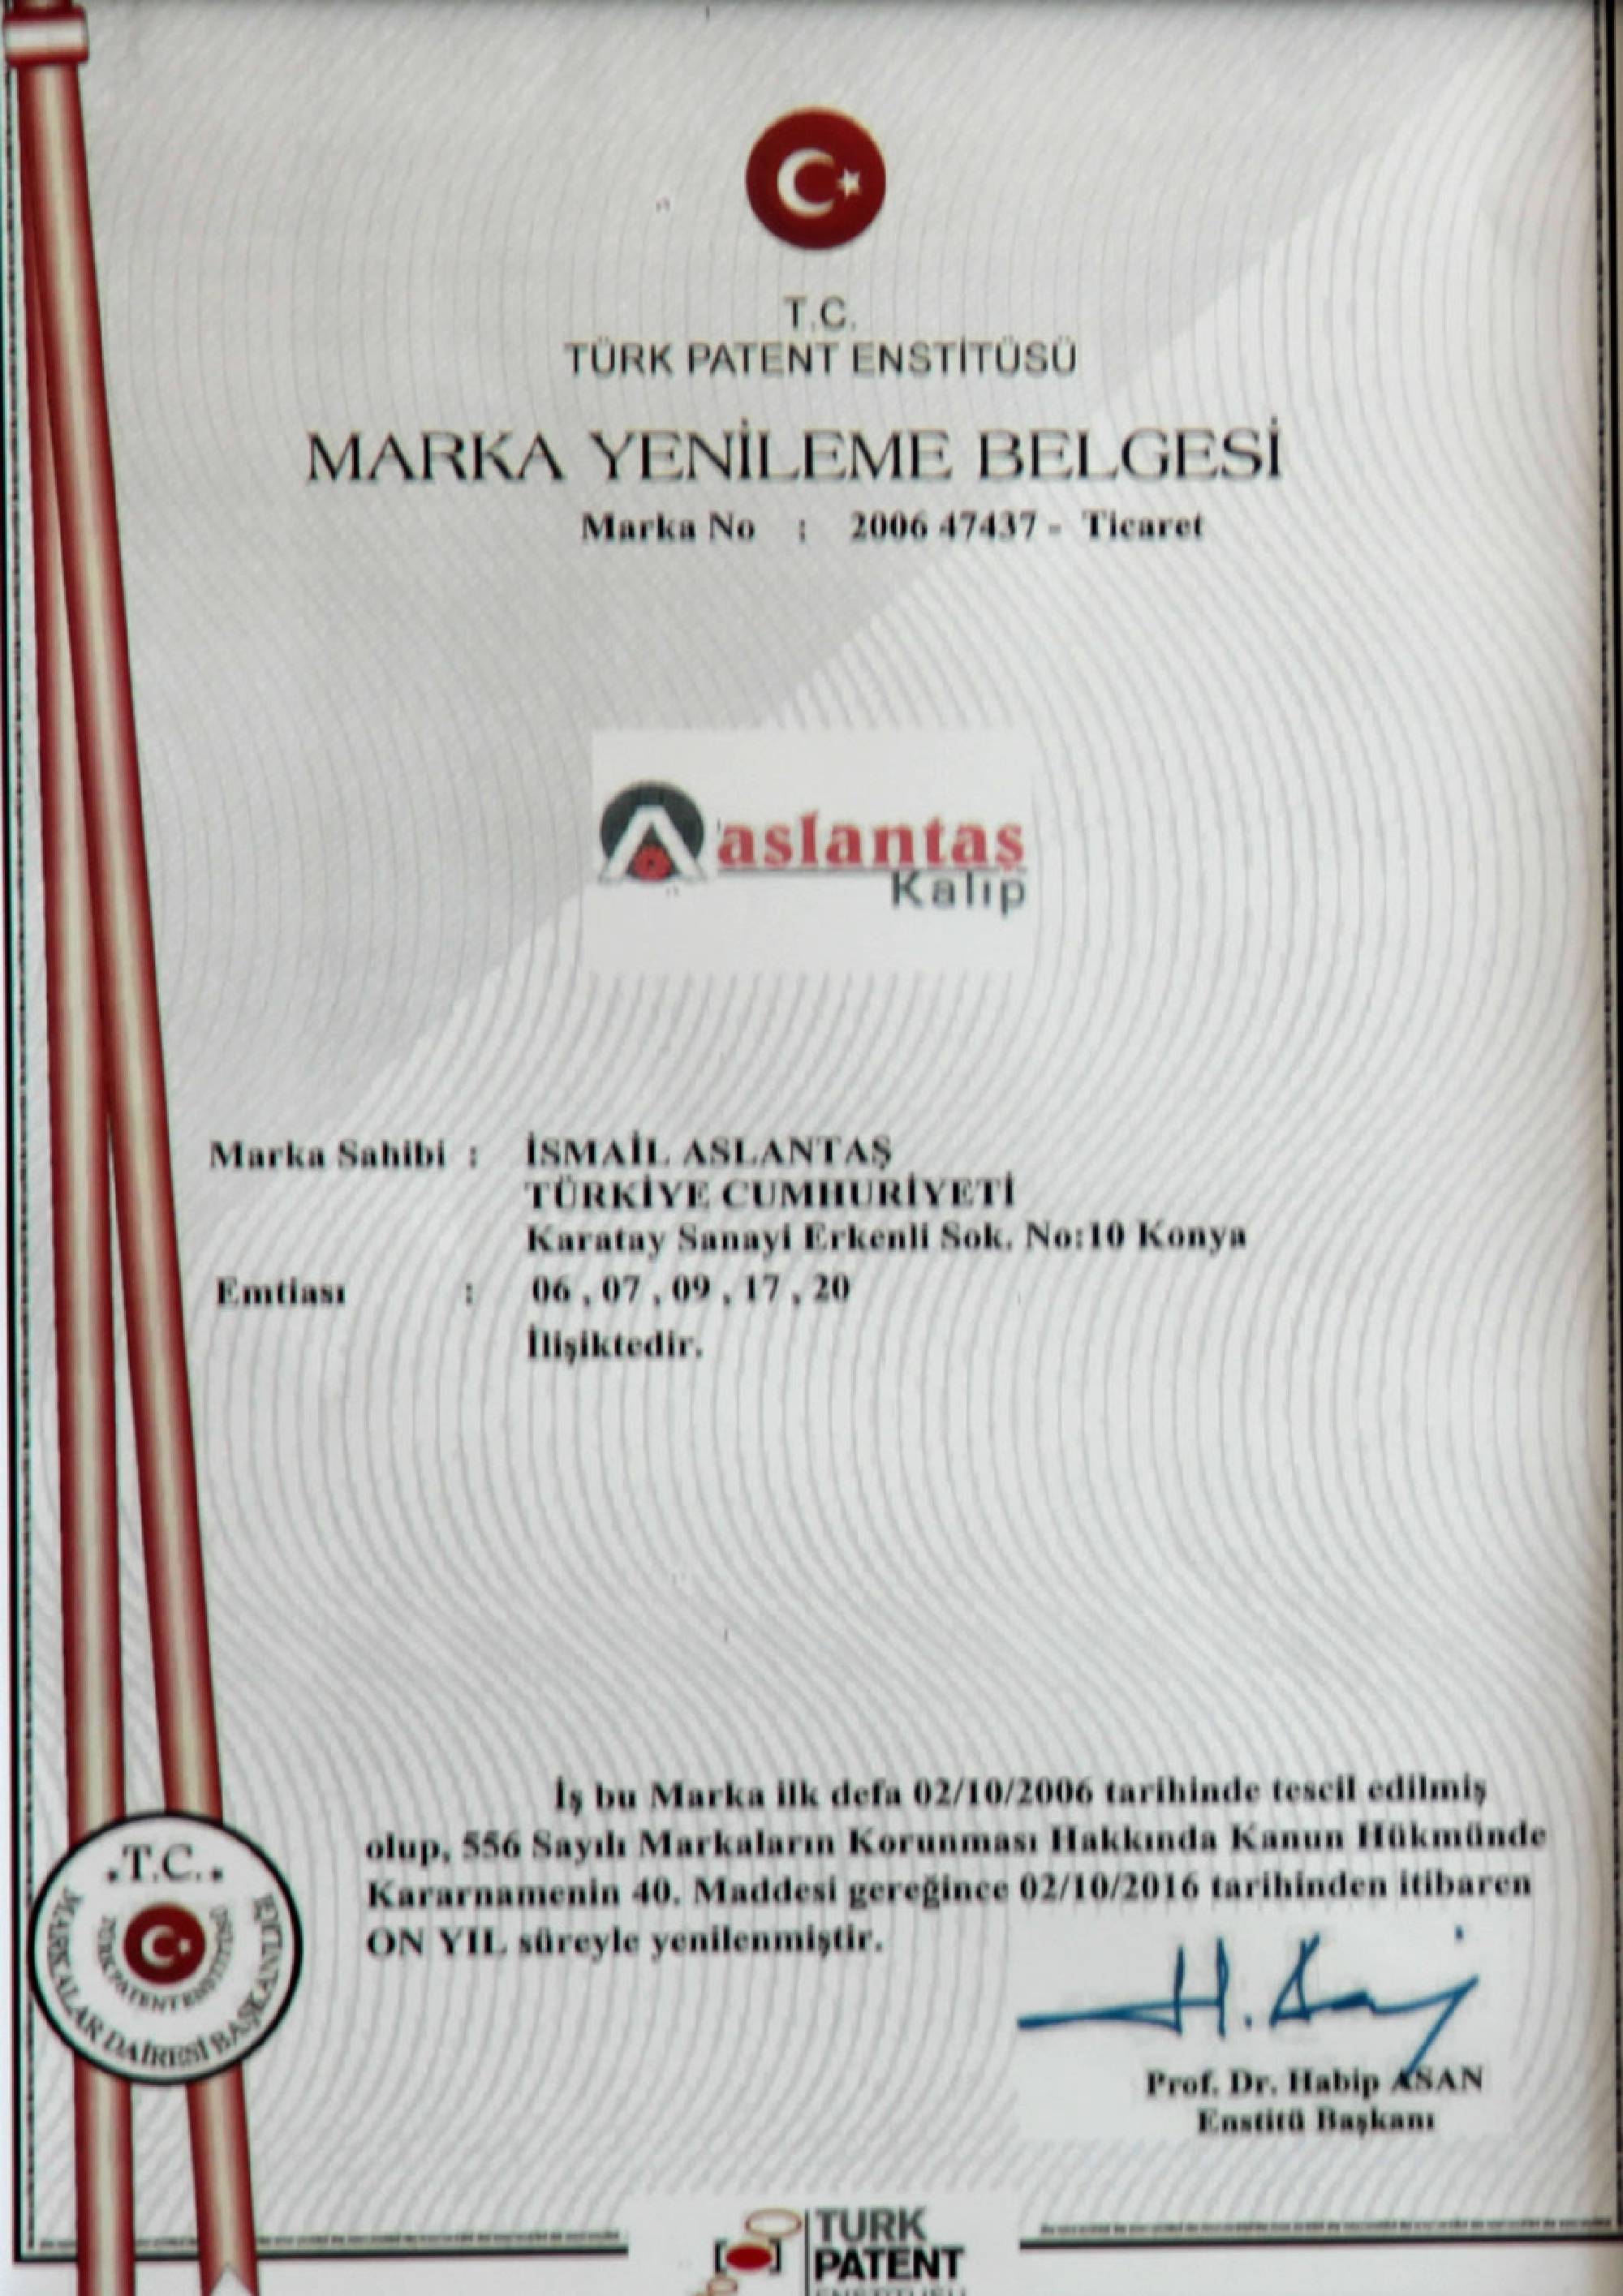 T.C.
TÜRK PATENT ENSTİTÜSÜ
MARKA YENİLEME BELGESİ
Marka No : 2006 47437 - Ticaret
aslantaş
Kalıp
Marka Sahibi : İSMAİL ASLANTAŞ
TÜRKİYE CUMHURİYETİ
Karatay Sanayi Erkenli Sok. No:10 Konya
Emtiası : 06 , 07 , 09 , 17 , 20
İlişiktedir.
İş bu Marka ilk defa 02/10/2006 tarihinde tescil edilmiş
olup, 556 Sayılı Markaların Korunması Hakkında Kanun Hükmünde
Kararnamenin 40. Maddesi gereğince 02/10/2016 tarihinden itibaren
ON YIL süreyle yenilenmiştir.
T.C.
TÜRK PATENT ENSTİTÜSÜ
MARKALAR DAİRESİ BAŞKANLIĞI
H. Asan
Prof. Dr. Habip ASAN
Enstitü Başkanı
TURK
PATENT
ENSTITUSU